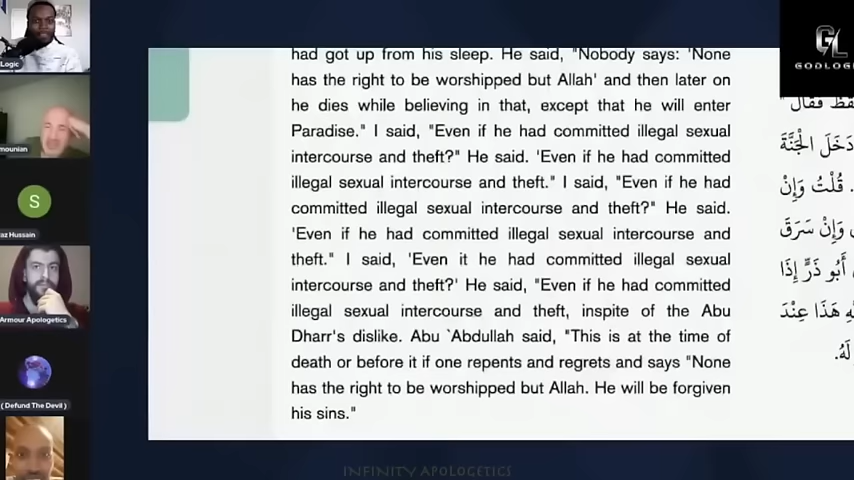 had got up from his sleep. He said, "Nobody says: 'None
has the right to be worshipped but Allah' and then later on
he dies while believing in that, except that he will enter
Paradise." I said, "Even if he had committed illegal sexual
intercourse and theft?" He said. 'Even if he had committed
illegal sexual intercourse and theft." I said, "Even if he had
committed illegal sexual intercourse and theft?" He said.
'Even if he had committed illegal sexual intercourse and
theft." I said, 'Even it he had committed illegal sexual
intercourse and theft?' He said, "Even if he had committed
illegal sexual intercourse and theft, inspite of the Abu
Dharr's dislike. Abu `Abdullah said, "This is at the time of
death or before it if one repents and regrets and says "None
has the right to be worshipped but Allah. He will be forgiven
his sins."
فقال "
دَخَلَ الْجَنَّةَ
. قُلْتُ وَإِنْ
وَإِنْ سَرَقَ
أَبُو ذَرٍّ إِذَا
هَذَا عِنْدَ
لَهُ.
GL
GODLOGIC
Logic
mounian
S
az Hussain
Armour Apologetics
( Defund The Devil )
INFINITY APOLOGETICS